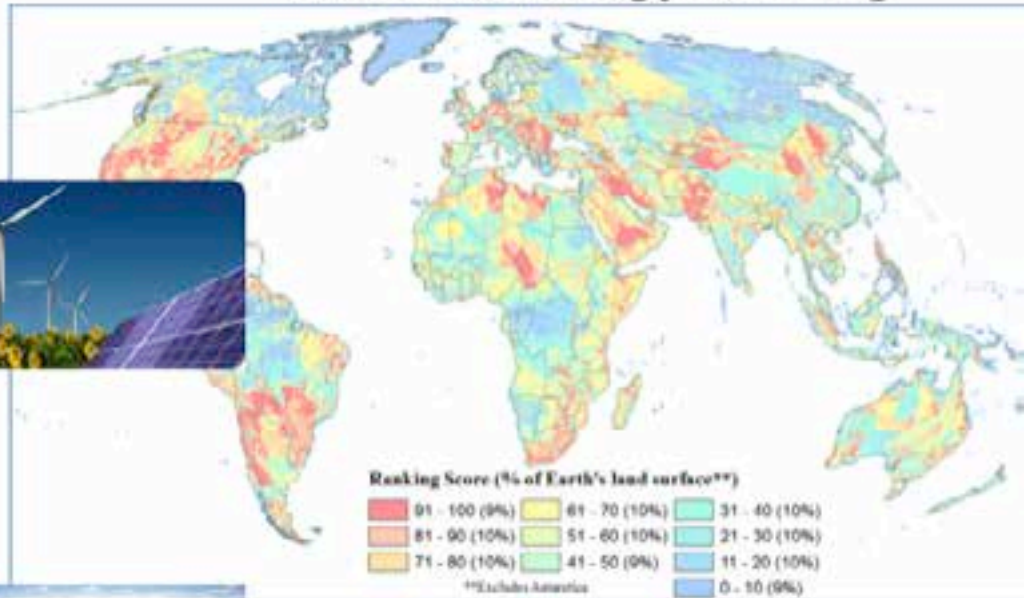 Ranking Score (% of Earth's land surface**)
91 - 100 (9%)
81 - 90 (10%)
71 - 80 (10%)
61 - 70 (10%)
51 - 60 (10%)
41 - 50 (9%)
31 - 40 (10%)
21 - 30 (10%)
11 - 20 (10%)
0 - 10 (9%)
**Excludes Antarctica